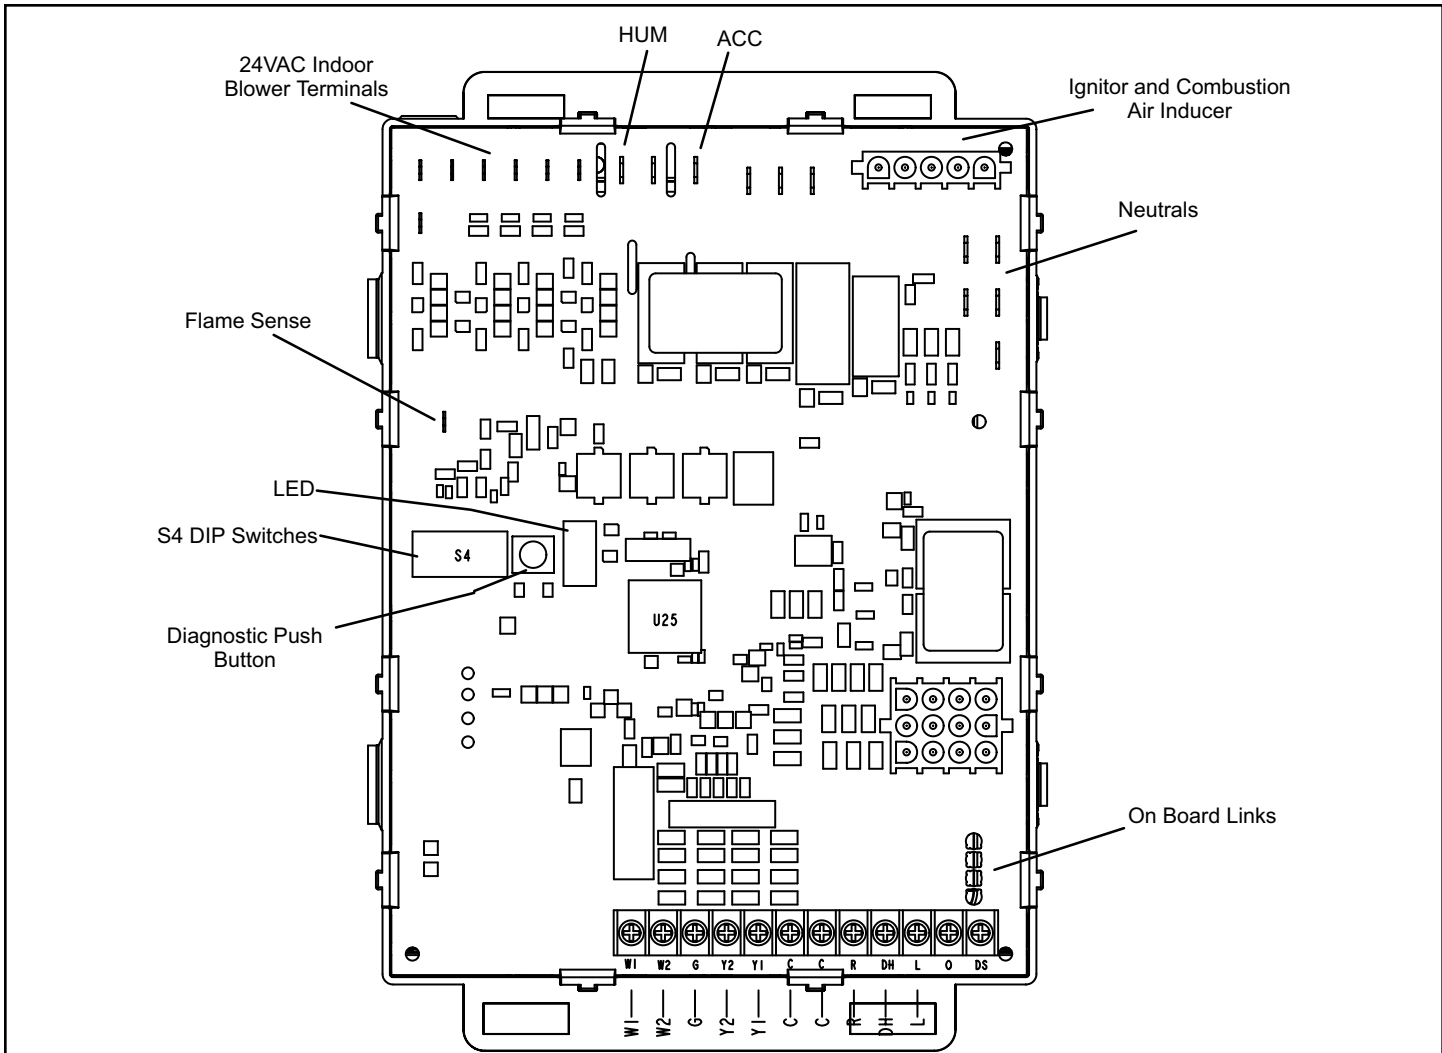 HUM
ACC
24VAC Indoor
Blower Terminals
Ignitor and Combustion
Air Inducer
Neutrals
Flame Sense
LED
S4 DIP Switches
S4
U25
Diagnostic Push
Button
On Board Links
W1 W2 G Y2 Y1 C C R DH L O DS
W1 W2 G Y2 Y1 C C R DH L